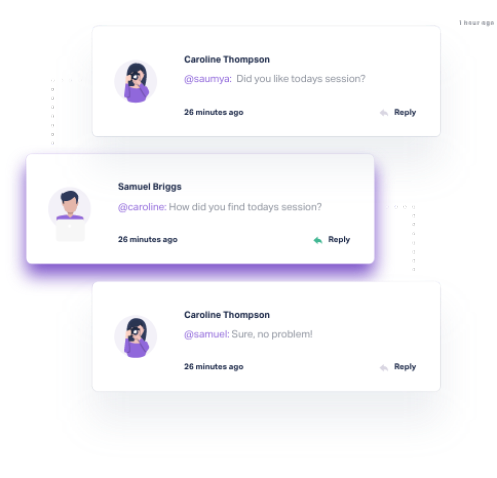 1 hour ago
Caroline Thompson
@saumya: Did you like todays session?
26 minutes ago
Reply
Samuel Briggs
@caroline: How did you find todays session?
26 minutes ago
Reply
Caroline Thompson
@samuel: Sure, no problem!
26 minutes ago
Reply